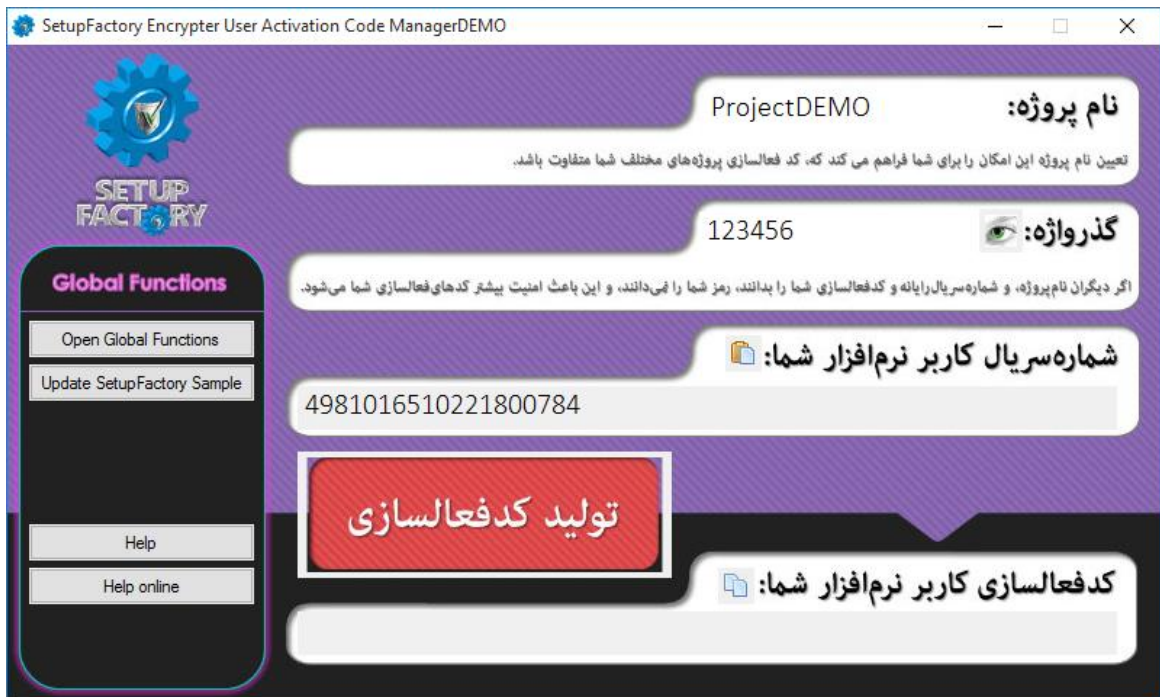 SetupFactory Encrypter User Activation Code ManagerDEMO
SETUP
FACTORY
Global Functions
Open Global Functions
Update SetupFactory Sample
Help
Help online
نام پروژه:
ProjectDEMO
تعیین نام پروژه این امکان را برای شما فراهم می کند که، کد فعالسازی پروژه‌های مختلف شما متفاوت باشد.
گذرواژه:
123456
اگر دیگران نام‌پروژه، و شماره‌سریال‌رایانه و کدفعالسازی شما را بدانند، رمز شما را نمی‌دانند، و این باعث امنیت بیشتر کدهای‌فعالسازی شما می‌شود.
شماره‌سریال کاربر نرم‌افزار شما:
4981016510221800784
تولید کدفعالسازی
کدفعالسازی کاربر نرم‌افزار شما: